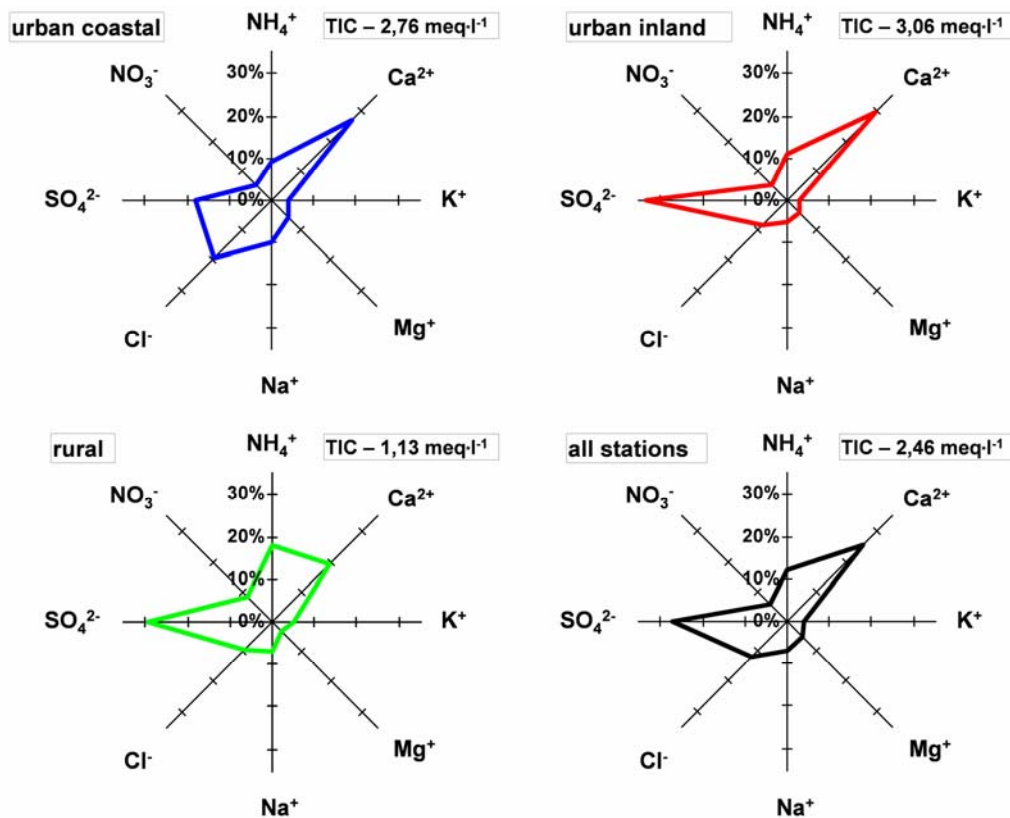 urban coastal
NH₄⁺
TIC – 2,76 meq·l⁻¹
NO₃⁻
30%
Ca²⁺
20%
10%
SO₄²⁻
0%
K⁺
Cl⁻
Mg⁺
Na⁺
urban inland
NH₄⁺
TIC – 3,06 meq·l⁻¹
NO₃⁻
30%
Ca²⁺
20%
10%
SO₄²⁻
0%
K⁺
Cl⁻
Mg⁺
Na⁺
rural
NH₄⁺
TIC – 1,13 meq·l⁻¹
NO₃⁻
30%
Ca²⁺
20%
10%
SO₄²⁻
0%
K⁺
Cl⁻
Mg⁺
Na⁺
all stations
NH₄⁺
TIC – 2,46 meq·l⁻¹
NO₃⁻
30%
Ca²⁺
20%
10%
SO₄²⁻
0%
K⁺
Cl⁻
Mg⁺
Na⁺